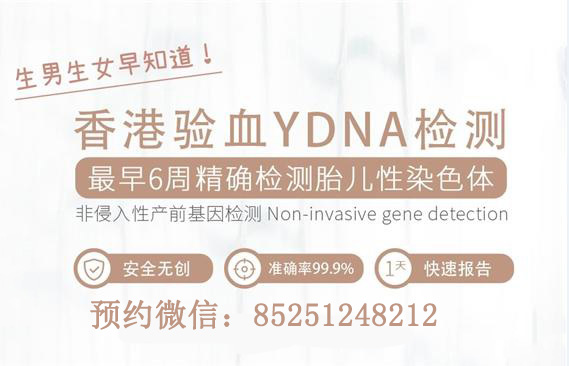 生男生女早知道！
香港验血YDNA检测
最早6周精确检测胎儿性染色体
非侵入性产前基因检测 Non-invasive gene detection
安全无创 准确率99.9% 1天 快速报告
预约微信：85251248212